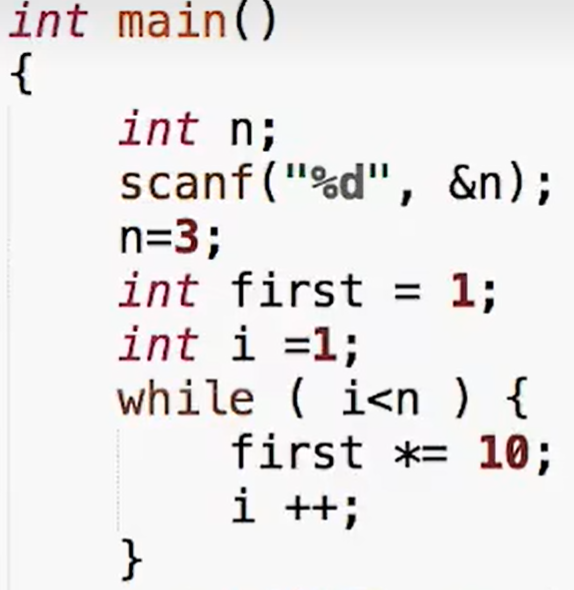 int main()
{
int n;
scanf("%d", &n);
n=3;
int first = 1;
int i =1;
while ( i<n ) {
first *= 10;
i ++;
}